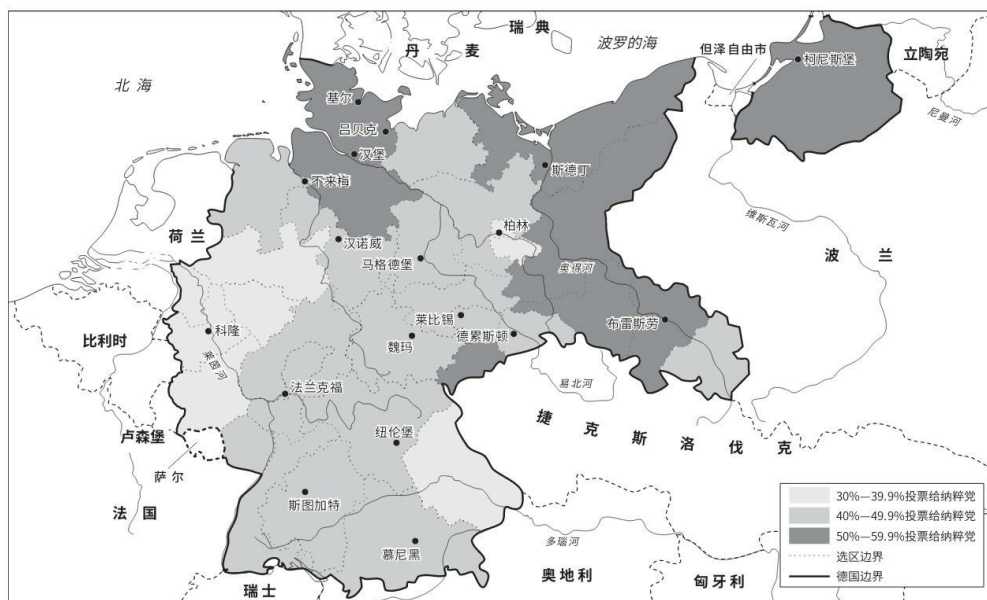 瑞典
丹麦
波罗的海
但泽自由市
柯尼斯堡
立陶宛
北海
基尔
尼曼河
吕贝克
汉堡
斯德丁
不来梅
维斯瓦河
柏林
荷兰
汉诺威
波兰
马格德堡
奥得河
莱比锡
布雷斯劳
科隆
德累斯顿
比利时
魏玛
莱茵河
法兰克福
易北河
捷克斯洛伐克
卢森堡
纽伦堡
萨尔
斯图加特
30%—39.9%投票给纳粹党
法国
40%—49.9%投票给纳粹党
50%—59.9%投票给纳粹党
慕尼黑
多瑙河
选区边界
奥地利
匈牙利
德国边界
瑞士